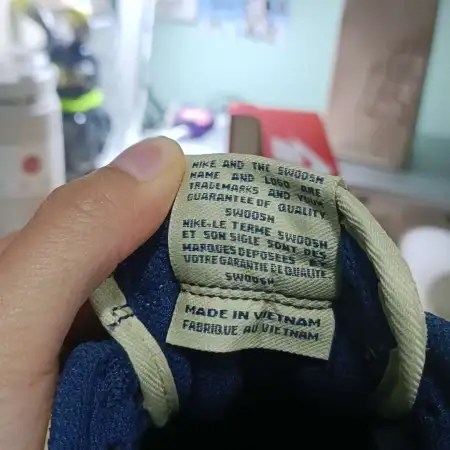 NIKE AND THE SWOOSH
NAME AND LOGO ARE
TRADEMARKS AND YOUR
GUARANTEE OF QUALITY
SWOOSH
NIKE-LE TERME SWOOSH
ET SON SIGLE SONT DES
MARQUES DEPOSEES ET
VOTRE GARANTIE DE QUALITE
SWOOSH
MADE IN VIETNAM
FABRIQUE AU VIETNAM